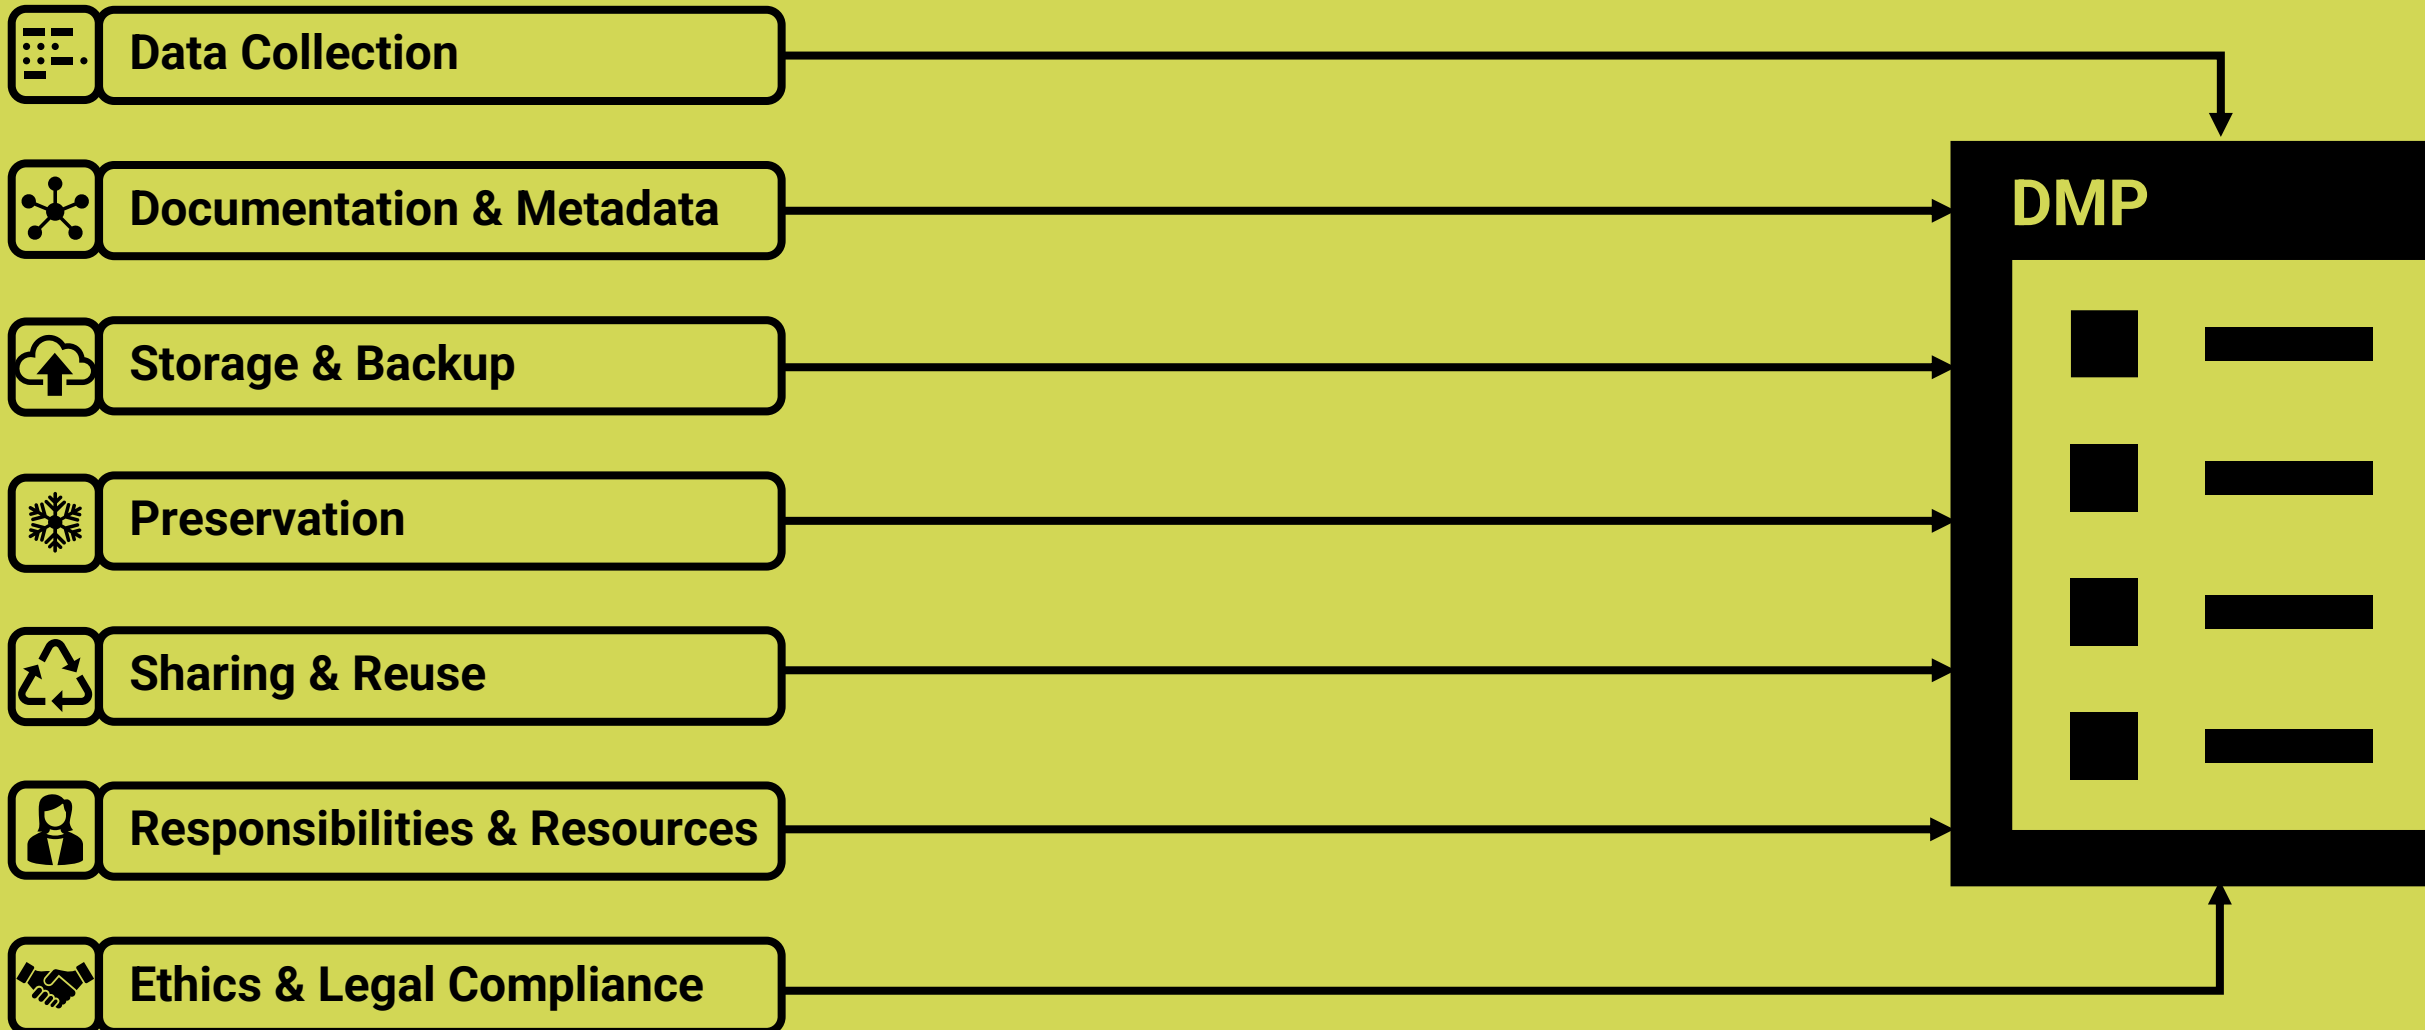 Data Collection
Documentation & Metadata
DMP
Storage & Backup
Preservation
Sharing & Reuse
Responsibilities & Resources
Ethics & Legal Compliance